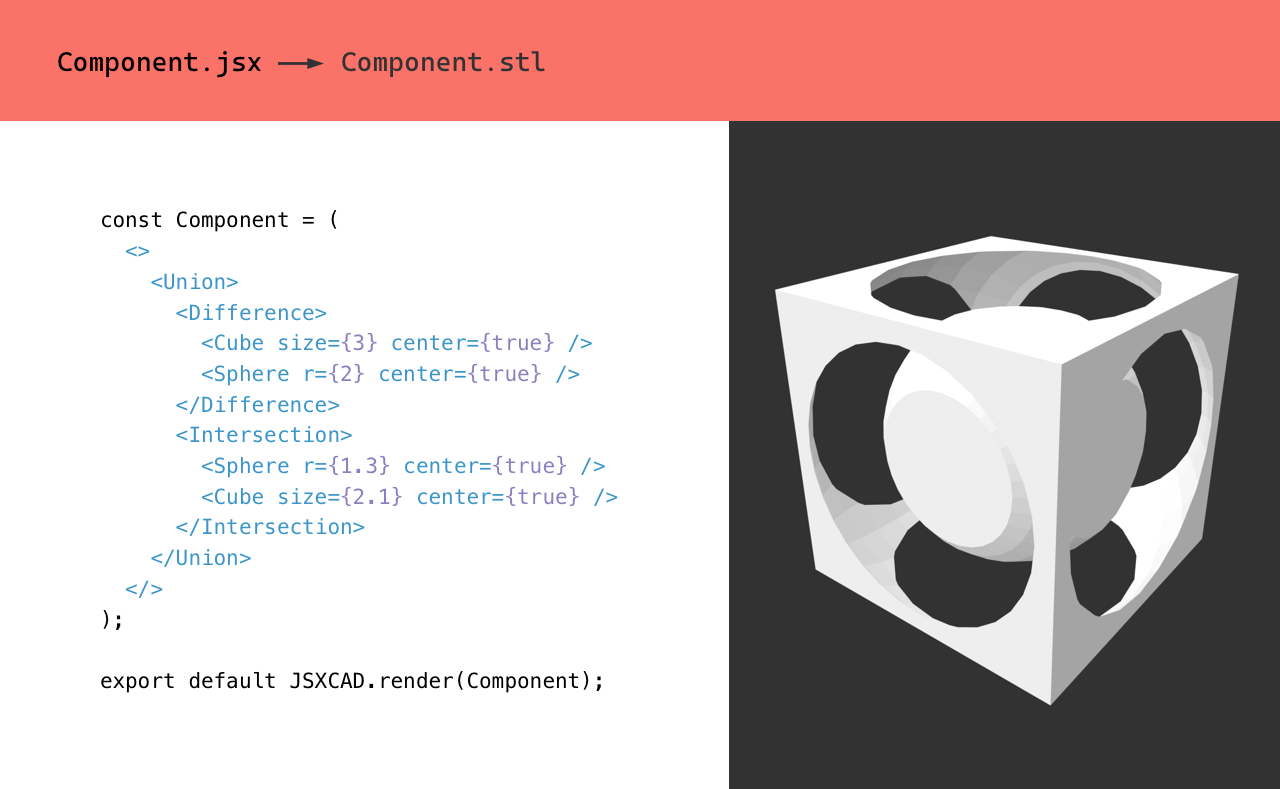 Component.jsx ⟶ Component.stl
const Component = (
  <>
    <Union>
      <Difference>
        <Cube size={3} center={true} />
        <Sphere r={2} center={true} />
      </Difference>
      <Intersection>
        <Sphere r={1.3} center={true} />
        <Cube size={2.1} center={true} />
      </Intersection>
    </Union>
  </>
);
export default JSXCAD.render(Component);